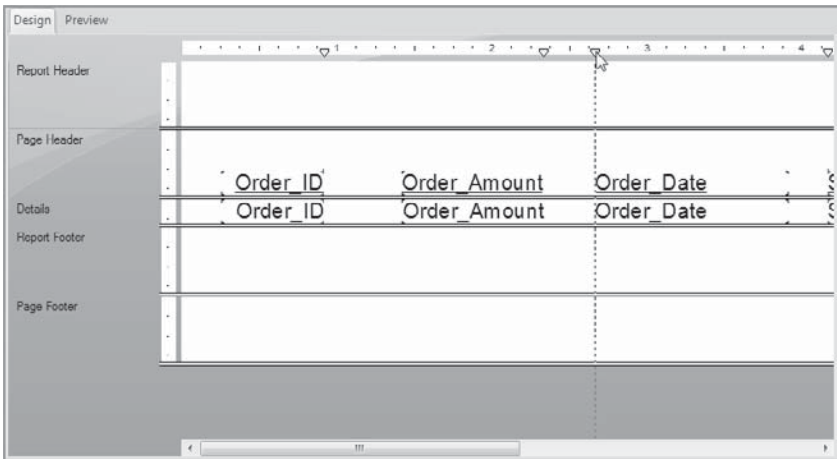 Design Preview
1 2 3 4
Report Header
Page Header
Order_ID Order_Amount Order_Date S
Details Order_ID Order_Amount Order_Date S
Report Footer
Page Footer